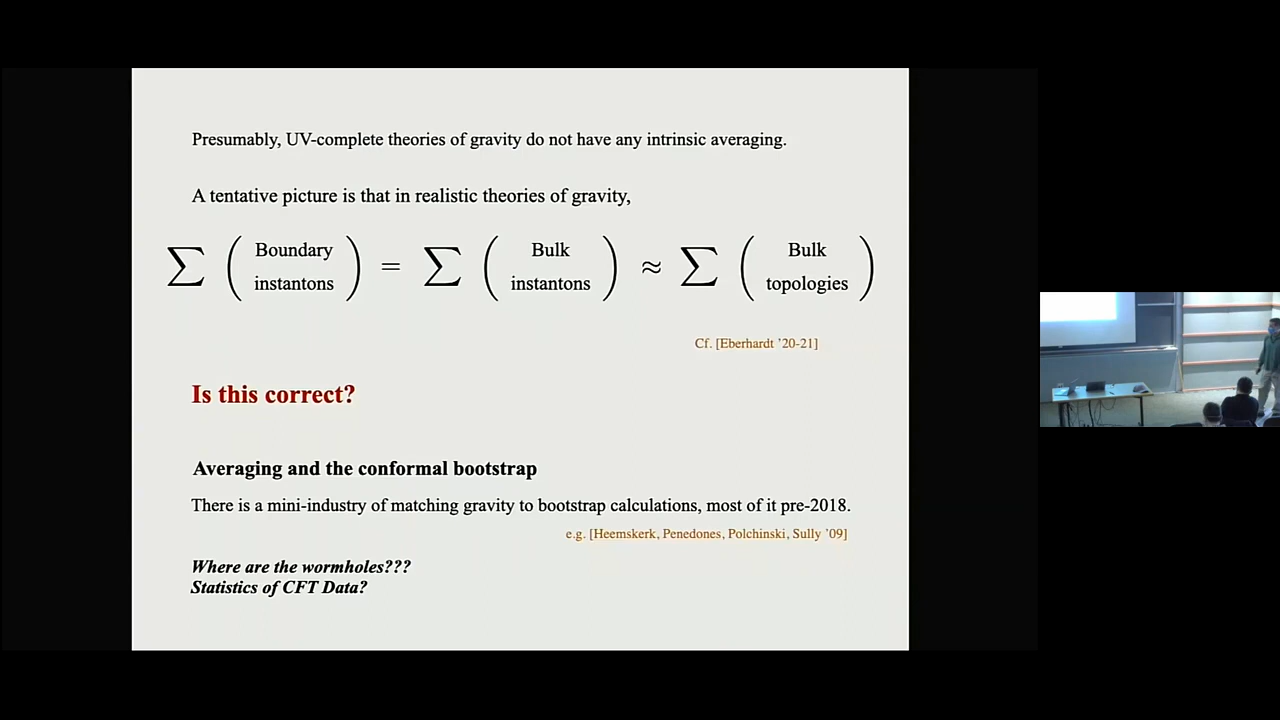 Presumably, UV-complete theories of gravity do not have any intrinsic averaging.
A tentative picture is that in realistic theories of gravity,
∑ ( Boundary instantons ) = ∑ ( Bulk instantons ) ≈ ∑ ( Bulk topologies )
Cf. [Eberhardt '20-21]
Is this correct?
Averaging and the conformal bootstrap
There is a mini-industry of matching gravity to bootstrap calculations, most of it pre-2018.
e.g. [Heemskerk, Penedones, Polchinski, Sully '09]
Where are the wormholes???
Statistics of CFT Data?